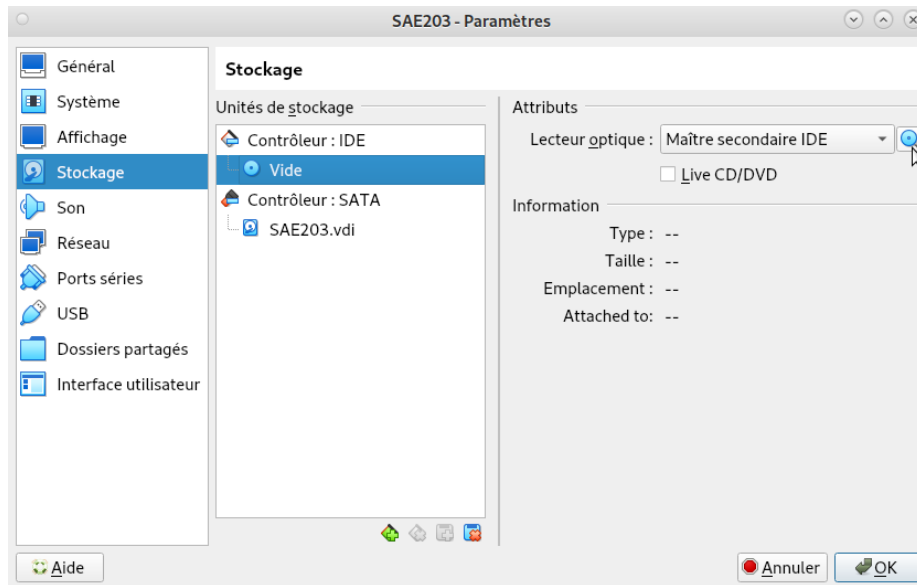 SAE203 - Paramètres
Général
Système
Affichage
Stockage
Son
Réseau
Ports séries
USB
Dossiers partagés
Interface utilisateur
Stockage
Unités de stockage
Contrôleur : IDE
Vide
Contrôleur : SATA
SAE203.vdi
Attributs
Lecteur optique : Maître secondaire IDE
Live CD/DVD
Information
Type : --
Taille : --
Emplacement : --
Attached to: --
Aide
Annuler
OK